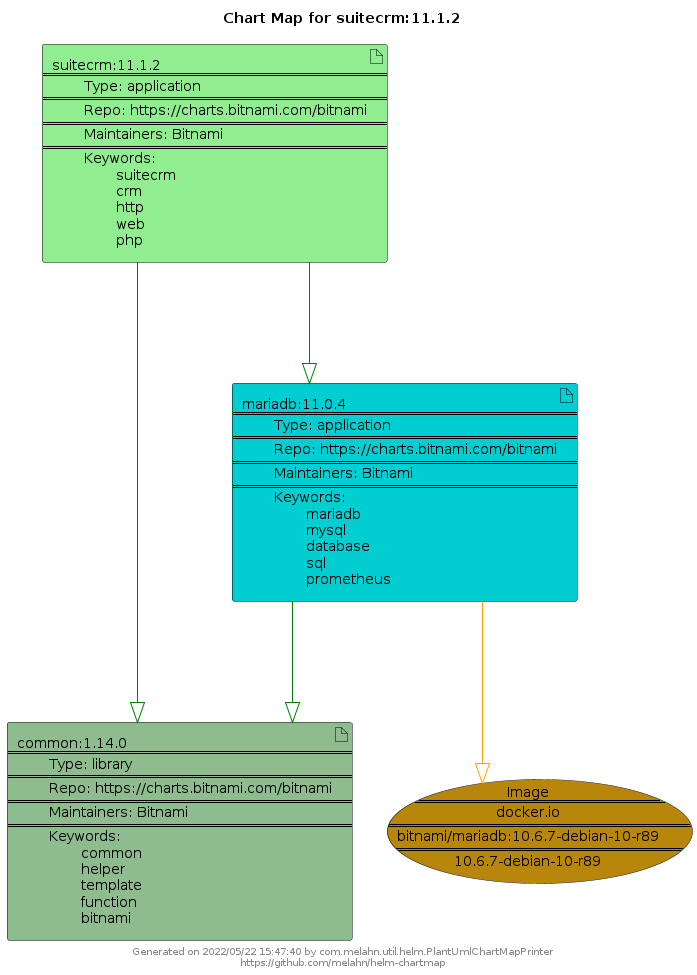 Chart Map for suitecrm:11.1.2
suitecrm:11.1.2
Type: application
Repo: https://charts.bitnami.com/bitnami
Maintainers: Bitnami
Keywords:
suitecrm
crm
http
web
php
mariadb:11.0.4
Type: application
Repo: https://charts.bitnami.com/bitnami
Maintainers: Bitnami
Keywords:
mariadb
mysql
database
sql
prometheus
common:1.14.0
Type: library
Repo: https://charts.bitnami.com/bitnami
Maintainers: Bitnami
Keywords:
common
helper
template
function
bitnami
Image
docker.io
bitnami/mariadb:10.6.7-debian-10-r89
10.6.7-debian-10-r89
Generated on 2022/05/22 15:47:40 by com.melahn.util.helm.PlantUmlChartMapPrinter
https://github.com/melahn/helm-chartmap